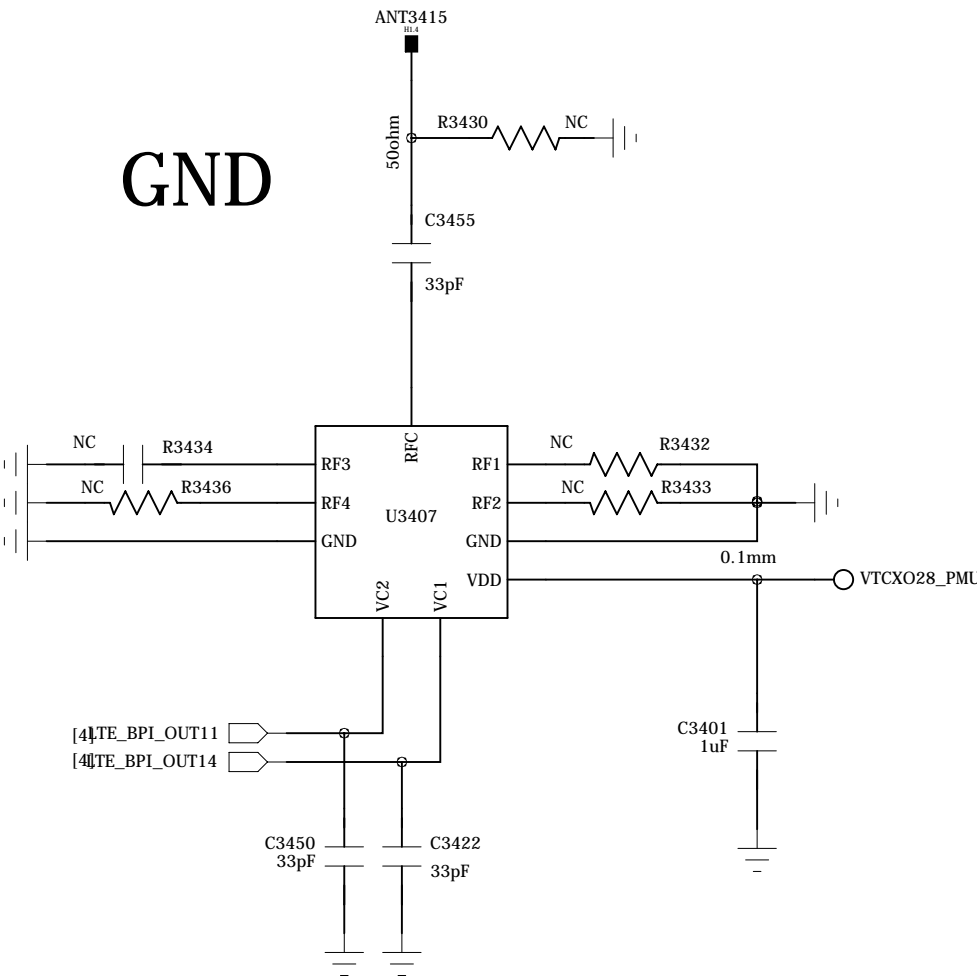 ANT3415
H1.4
R3430 NC
50ohm
GND
C3455
33pF
NC R3434
NC R3436
RFC
RF3
RF4
GND
U3407
RF1
RF2
GND
VDD
VC2
VC1
NC R3432
NC R3433
0.1mm
VTCXO28_PMU
[4] LTE_BPI_OUT11
[4] LTE_BPI_OUT14
C3401
1uF
C3450
33pF
C3422
33pF